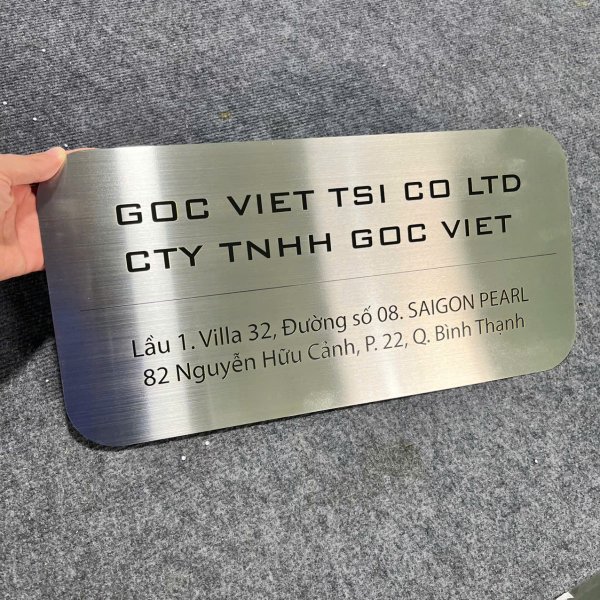 GOC VIET TSI CO LTD
CTY TNHH GOC VIET
Lầu 1. Villa 32, Đường số 08. SAIGON PEARL
82 Nguyễn Hữu Cảnh, P. 22, Q. Bình Thạnh